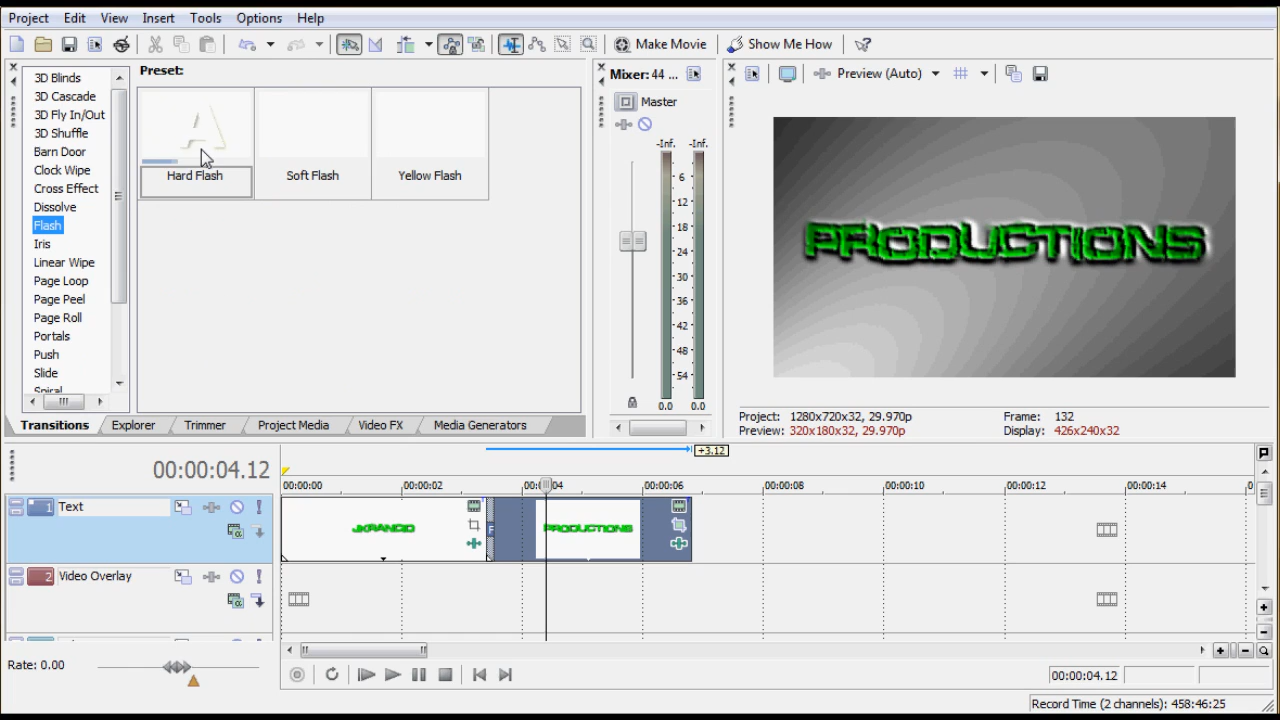 Project Edit View Insert Tools Options Help
Make Movie Show Me How
3D Blinds
3D Cascade
3D Fly In/Out
3D Shuffle
Barn Door
Clock Wipe
Cross Effect
Dissolve
Flash
Iris
Linear Wipe
Page Loop
Page Peel
Page Roll
Portals
Push
Slide
Spiral
Preset:
A
Hard Flash Soft Flash Yellow Flash
Transitions Explorer Trimmer Project Media Video FX Media Generators
Mixer: 44 ...
Master
-Inf. -Inf.
6
12
18
24
30
36
42
48
54
0.0 0.0
Preview (Auto)
PRODUCTIONS
Project: 1280x720x32, 29.970p Frame: 132
Preview: 320x180x32, 29.970p Display: 426x240x32
+3.12
00:00:04.12
00:00:00 00:00:02 00:00:04 00:00:06 00:00:08 00:00:10 00:00:12 00:00:14
1 Text
JXRANCID F PRODUCTIONS
2 Video Overlay
Rate: 0.00
00:00:04.12
Record Time (2 channels): 458:46:25